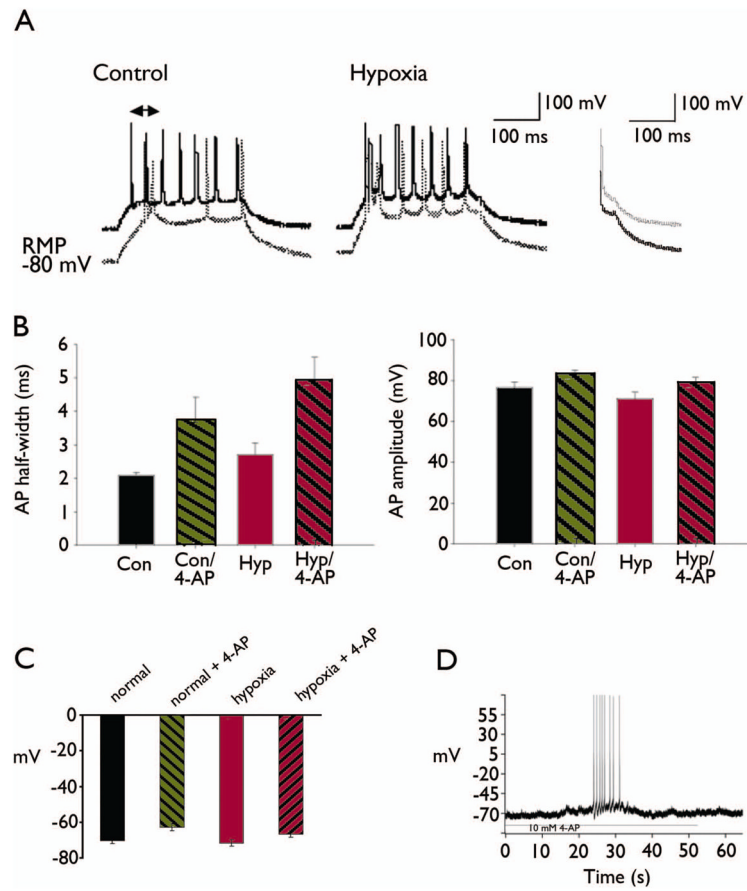 A
Control
Hypoxia
100 mV
100 ms
100 mV
100 ms
RMP
-80 mV
B
AP half-width (ms)
6
5
4
3
2
1
0
Con
Con/
4-AP
Hyp
Hyp/
4-AP
AP amplitude (mV)
100
80
60
40
20
0
Con
Con/
4-AP
Hyp
Hyp/
4-AP
C
normal
normal + 4-AP
hypoxia
hypoxia + 4-AP
mV
0
-20
-40
-60
-80
D
mV
55
30
5
-20
-45
-70
10 mM 4-AP
0
10
20
30
40
50
60
Time (s)